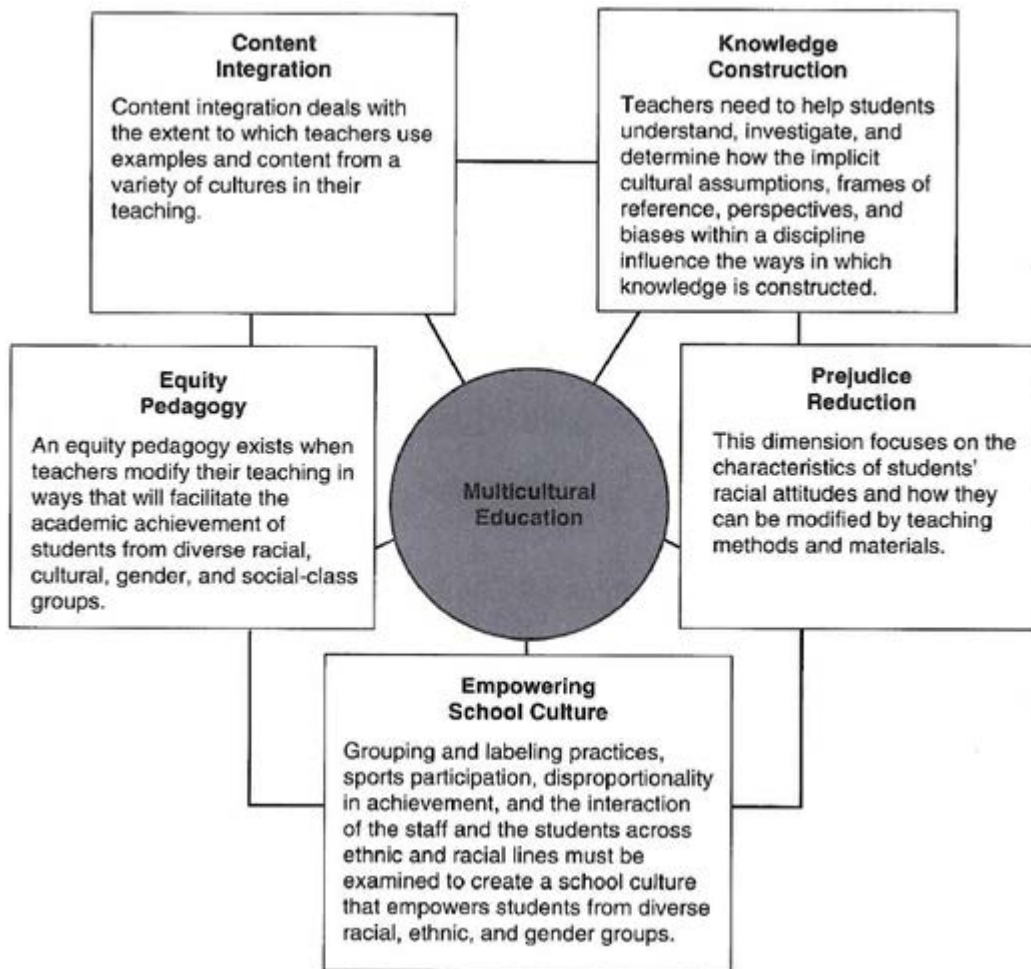 Content
Integration
Content integration deals with
the extent to which teachers use
examples and content from a
variety of cultures in their
teaching.
Knowledge
Construction
Teachers need to help students
understand, investigate, and
determine how the implicit
cultural assumptions, frames of
reference, perspectives, and
biases within a discipline
influence the ways in which
knowledge is constructed.
Equity
Pedagogy
An equity pedagogy exists when
teachers modify their teaching in
ways that will facilitate the
academic achievement of
students from diverse racial,
cultural, gender, and social-class
groups.
Multicultural
Education
Prejudice
Reduction
This dimension focuses on the
characteristics of students'
racial attitudes and how they
can be modified by teaching
methods and materials.
Empowering
School Culture
Grouping and labeling practices,
sports participation, disproportionality
in achievement, and the interaction
of the staff and the students across
ethnic and racial lines must be
examined to create a school culture
that empowers students from diverse
racial, ethnic, and gender groups.